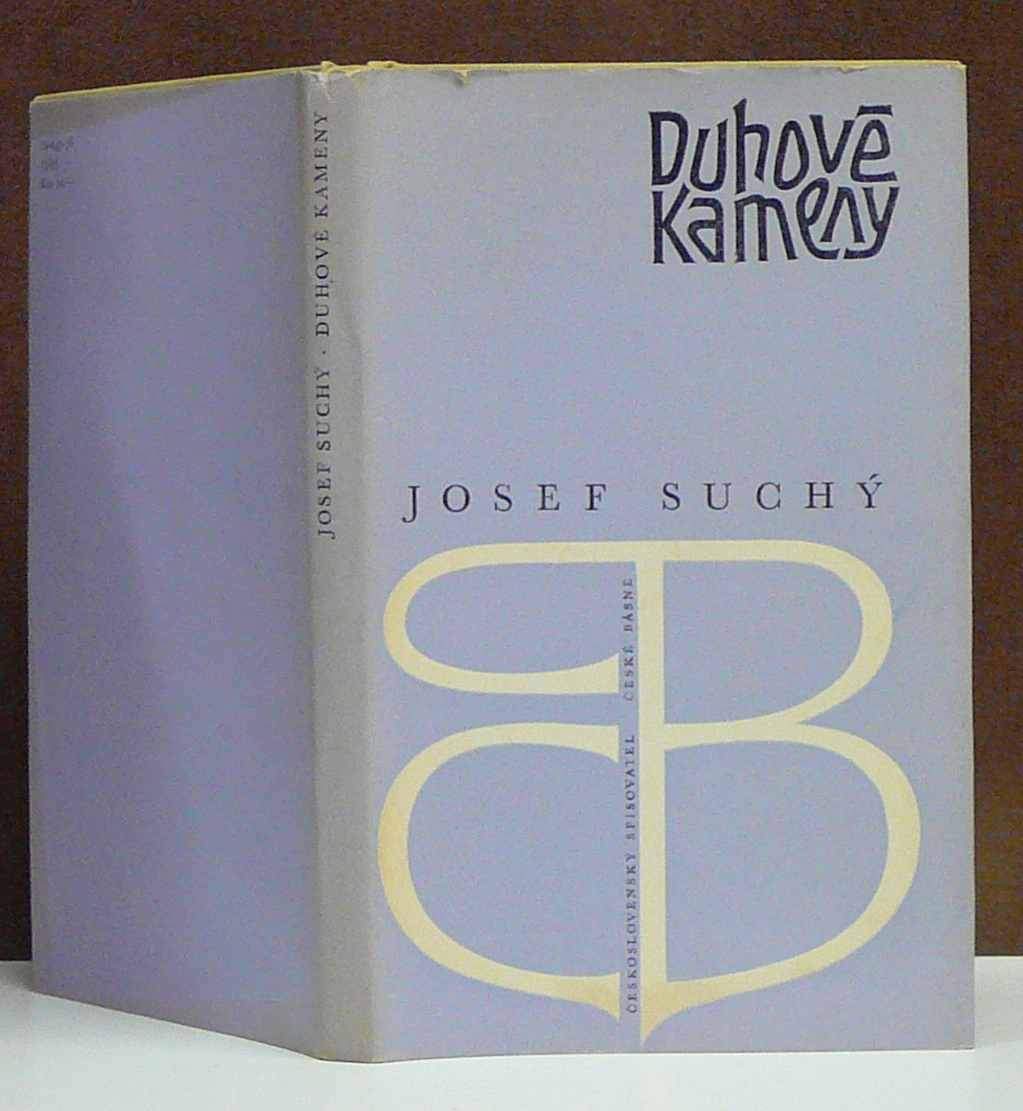 Duhové
kameny
JOSEF SUCHÝ
ČESKOSLOVENSKÝ SPISOVATEL ČESKÉ BÁSNĚ
JOSEF SUCHÝ · DUHOVÉ KAMENY